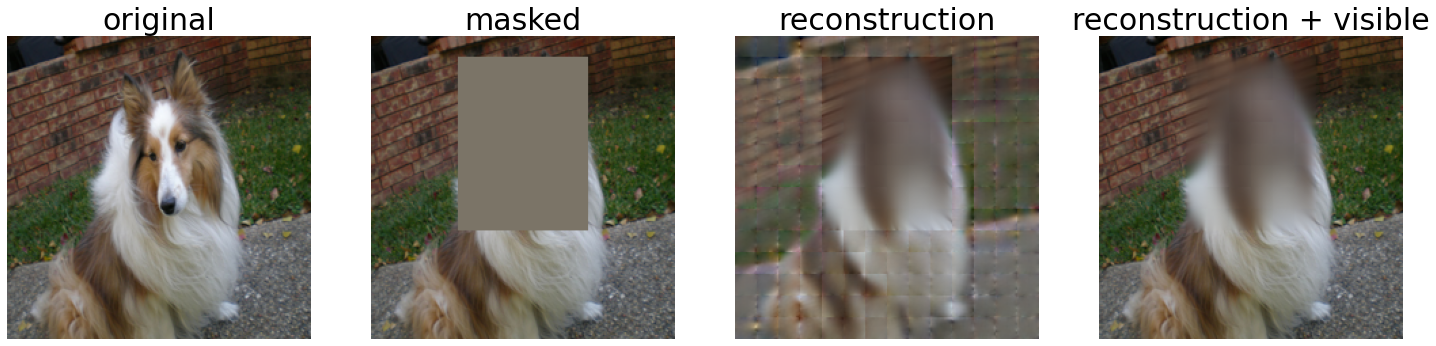 original
masked
reconstruction
reconstruction + visible